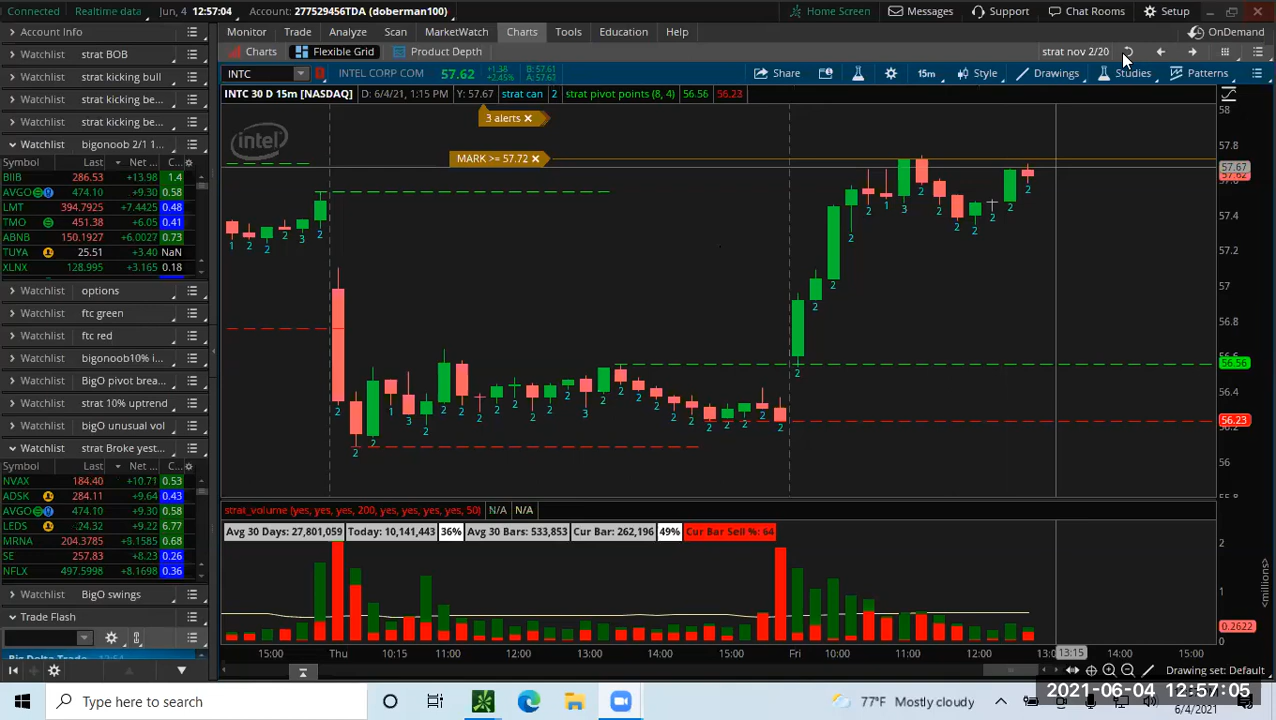 Connected Realtime data Jun, 4 12:57:04 Account: 277529456TDA (doberman100) Home Screen Messages Support Chat Rooms Setup
Account Info
Monitor Trade Analyze Scan MarketWatch Charts Tools Education Help OnDemand
Watchlist strat BOB
Charts Flexible Grid Product Depth strat nov 2/20
Watchlist strat kicking bull
INTC INTEL CORP COM 57.62 +1.38 +2.45% B: 57.61 A: 57.63 Share 15m Style Drawings Studies Patterns
Watchlist strat kicking be...
INTC 30 D 15m [NASDAQ] D: 6/4/21, 1:15 PM Y: 57.67 strat can 2 strat pivot points (8, 4) 56.56 56.23
Watchlist strat kicking be...
3 alerts
intel
Watchlist bigonoob 2/1 1...
MARK >= 57.72
Symbol Last Net ... C...
BIIB 286.53 +13.98 1.4
AVGO 474.10 +9.30 0.58
LMT 394.7925 +7.4425 0.48
TMO 451.38 +6.05 0.41
ABNB 150.1927 +6.0027 0.73
TUYA 25.51 +3.40 NaN
XLNX 128.995 +3.165 0.18
Watchlist options
Watchlist ftc green
Watchlist ftc red
Watchlist bigonoob10% i...
Watchlist BigO pivot brea...
Watchlist strat 10% uptrend
Watchlist bigO unusual vol
Watchlist strat Broke yest...
Symbol Last Net ... C...
NVAX 184.40 +10.71 0.53
ADSK 284.11 +9.64 0.43
AVGO 474.10 +9.30 0.58
LEDS 24.32 +9.22 6.77
MRNA 204.3785 +8.1585 0.68
SE 257.83 +8.23 0.26
NFLX 497.5998 +8.1698 0.36
Watchlist BigO swings
Trade Flash
58
57.8
57.67
57.4
57.2
57
56.8
56.56
56.4
56.23
56
strat_volume (yes, yes, yes, 200, yes, yes, yes, yes, 50) N/A N/A
Avg 30 Days: 27,801,059 Today: 10,141,443 36% Avg 30 Bars: 533,853 Cur Bar: 262,196 49% Cur Bar Sell %: 64
2
1
<millions>
0.2622
0
15:00 Thu 10:15 11:00 12:00 13:00 14:00 15:00 Fri 10:00 11:00 12:00 13:15 14:00 15:00
Drawing set: Default
2021-06-04 12:57:05
Type here to search
77°F Mostly cloudy
6/4/2021